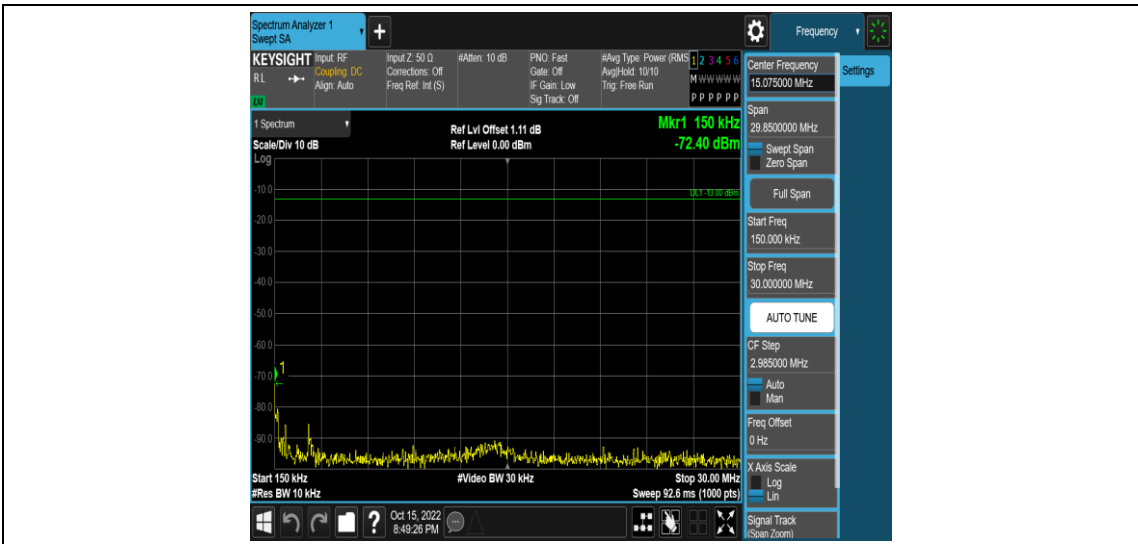 Spectrum Analyzer 1
Swept SA
Frequency
KEYSIGHT
RL
LXI
Input: RF
Coupling: DC
Align: Auto
Input Z: 50 Ω
Corrections: Off
Freq Ref: Int (S)
#Atten: 10 dB
PNO: Fast
Gate: Off
IF Gain: Low
Sig Track: Off
#Avg Type: Power (RMS
Avg|Hold: 10/10
Trig: Free Run
1 2 3 4 5 6
M W W W W W
P P P P P P
1 Spectrum
Scale/Div 10 dB
Ref Lvl Offset 1.11 dB
Ref Level 0.00 dBm
Mkr1 150 kHz
-72.40 dBm
Log
DL1 -13.00 dBm
-10.0
-20.0
-30.0
-40.0
-50.0
-60.0
-70.0
-80.0
-90.0
1
Start 150 kHz
#Res BW 10 kHz
#Video BW 30 kHz
Stop 30.00 MHz
Sweep 92.6 ms (1000 pts)
Center Frequency
15.075000 MHz
Settings
Span
29.8500000 MHz
Swept Span
Zero Span
Full Span
Start Freq
150.000 kHz
Stop Freq
30.000000 MHz
AUTO TUNE
CF Step
2.985000 MHz
Auto
Man
Freq Offset
0 Hz
X Axis Scale
Log
Lin
Signal Track
(Span Zoom)
?
Oct 15, 2022
8:49:26 PM